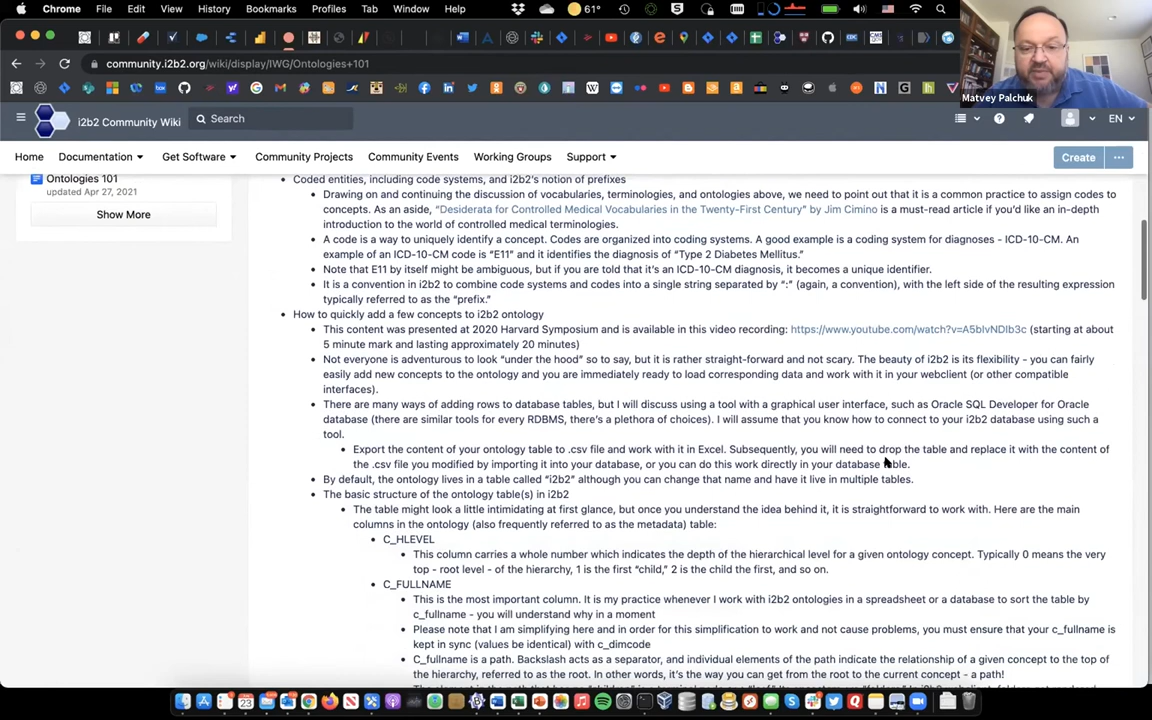 Chrome File Edit View History Bookmarks Profiles Tab Window Help 61°
community.i2b2.org/wiki/display/IWG/Ontologies+101
Matvey Palchuk
i2b2 Community Wiki
Search
EN
Home Documentation Get Software Community Projects Community Events Working Groups Support
Create
Ontologies 101
updated Apr 27, 2021
Show More
Coded entities, including code systems, and i2b2's notion of prefixes
Drawing on and continuing the discussion of vocabularies, terminologies, and ontologies above, we need to point out that it is a common practice to assign codes to
concepts. As an aside, "Desiderata for Controlled Medical Vocabularies in the Twenty-First Century" by Jim Cimino is a must-read article if you'd like an in-depth
introduction to the world of controlled medical terminologies.
A code is a way to uniquely identify a concept. Codes are organized into coding systems. A good example is a coding system for diagnoses - ICD-10-CM. An
example of an ICD-10-CM code is "E11" and it identifies the diagnosis of "Type 2 Diabetes Mellitus."
Note that E11 by itself might be ambiguous, but if you are told that it's an ICD-10-CM diagnosis, it becomes a unique identifier.
It is a convention in i2b2 to combine code systems and codes into a single string separated by ":" (again, a convention), with the left side of the resulting expression
typically referred to as the "prefix."
How to quickly add a few concepts to i2b2 ontology
This content was presented at 2020 Harvard Symposium and is available in this video recording: https://www.youtube.com/watch?v=A5blvNDlb3c (starting at about
5 minute mark and lasting approximately 20 minutes)
Not everyone is adventurous to look "under the hood" so to say, but it is rather straight-forward and not scary. The beauty of i2b2 is its flexibility - you can fairly
easily add new concepts to the ontology and you are immediately ready to load corresponding data and work with it in your webclient (or other compatible
interfaces).
There are many ways of adding rows to database tables, but I will discuss using a tool with a graphical user interface, such as Oracle SQL Developer for Oracle
database (there are similar tools for every RDBMS, there's a plethora of choices). I will assume that you know how to connect to your i2b2 database using such a
tool.
Export the content of your ontology table to .csv file and work with it in Excel. Subsequently, you will need to drop the table and replace it with the content of
the .csv file you modified by importing it into your database, or you can do this work directly in your database table.
By default, the ontology lives in a table called "i2b2" although you can change that name and have it live in multiple tables.
The basic structure of the ontology table(s) in i2b2
The table might look a little intimidating at first glance, but once you understand the idea behind it, it is straightforward to work with. Here are the main
columns in the ontology (also frequently referred to as the metadata) table:
C_HLEVEL
This column carries a whole number which indicates the depth of the hierarchical level for a given ontology concept. Typically 0 means the very
top - root level - of the hierarchy, 1 is the first "child," 2 is the child the first, and so on.
C_FULLNAME
This is the most important column. It is my practice whenever I work with i2b2 ontologies in a spreadsheet or a database to sort the table by
c_fullname - you will understand why in a moment
Please note that I am simplifying here and in order for this simplification to work and not cause problems, you must ensure that your c_fullname is
kept in sync (values be identical) with c_dimcode
C_fullname is a path. Backslash acts as a separator, and individual elements of the path indicate the relationship of a given concept to the top of
the hierarchy, referred to as the root. In other words, it's the way you can get from the root to the current concept - a path!